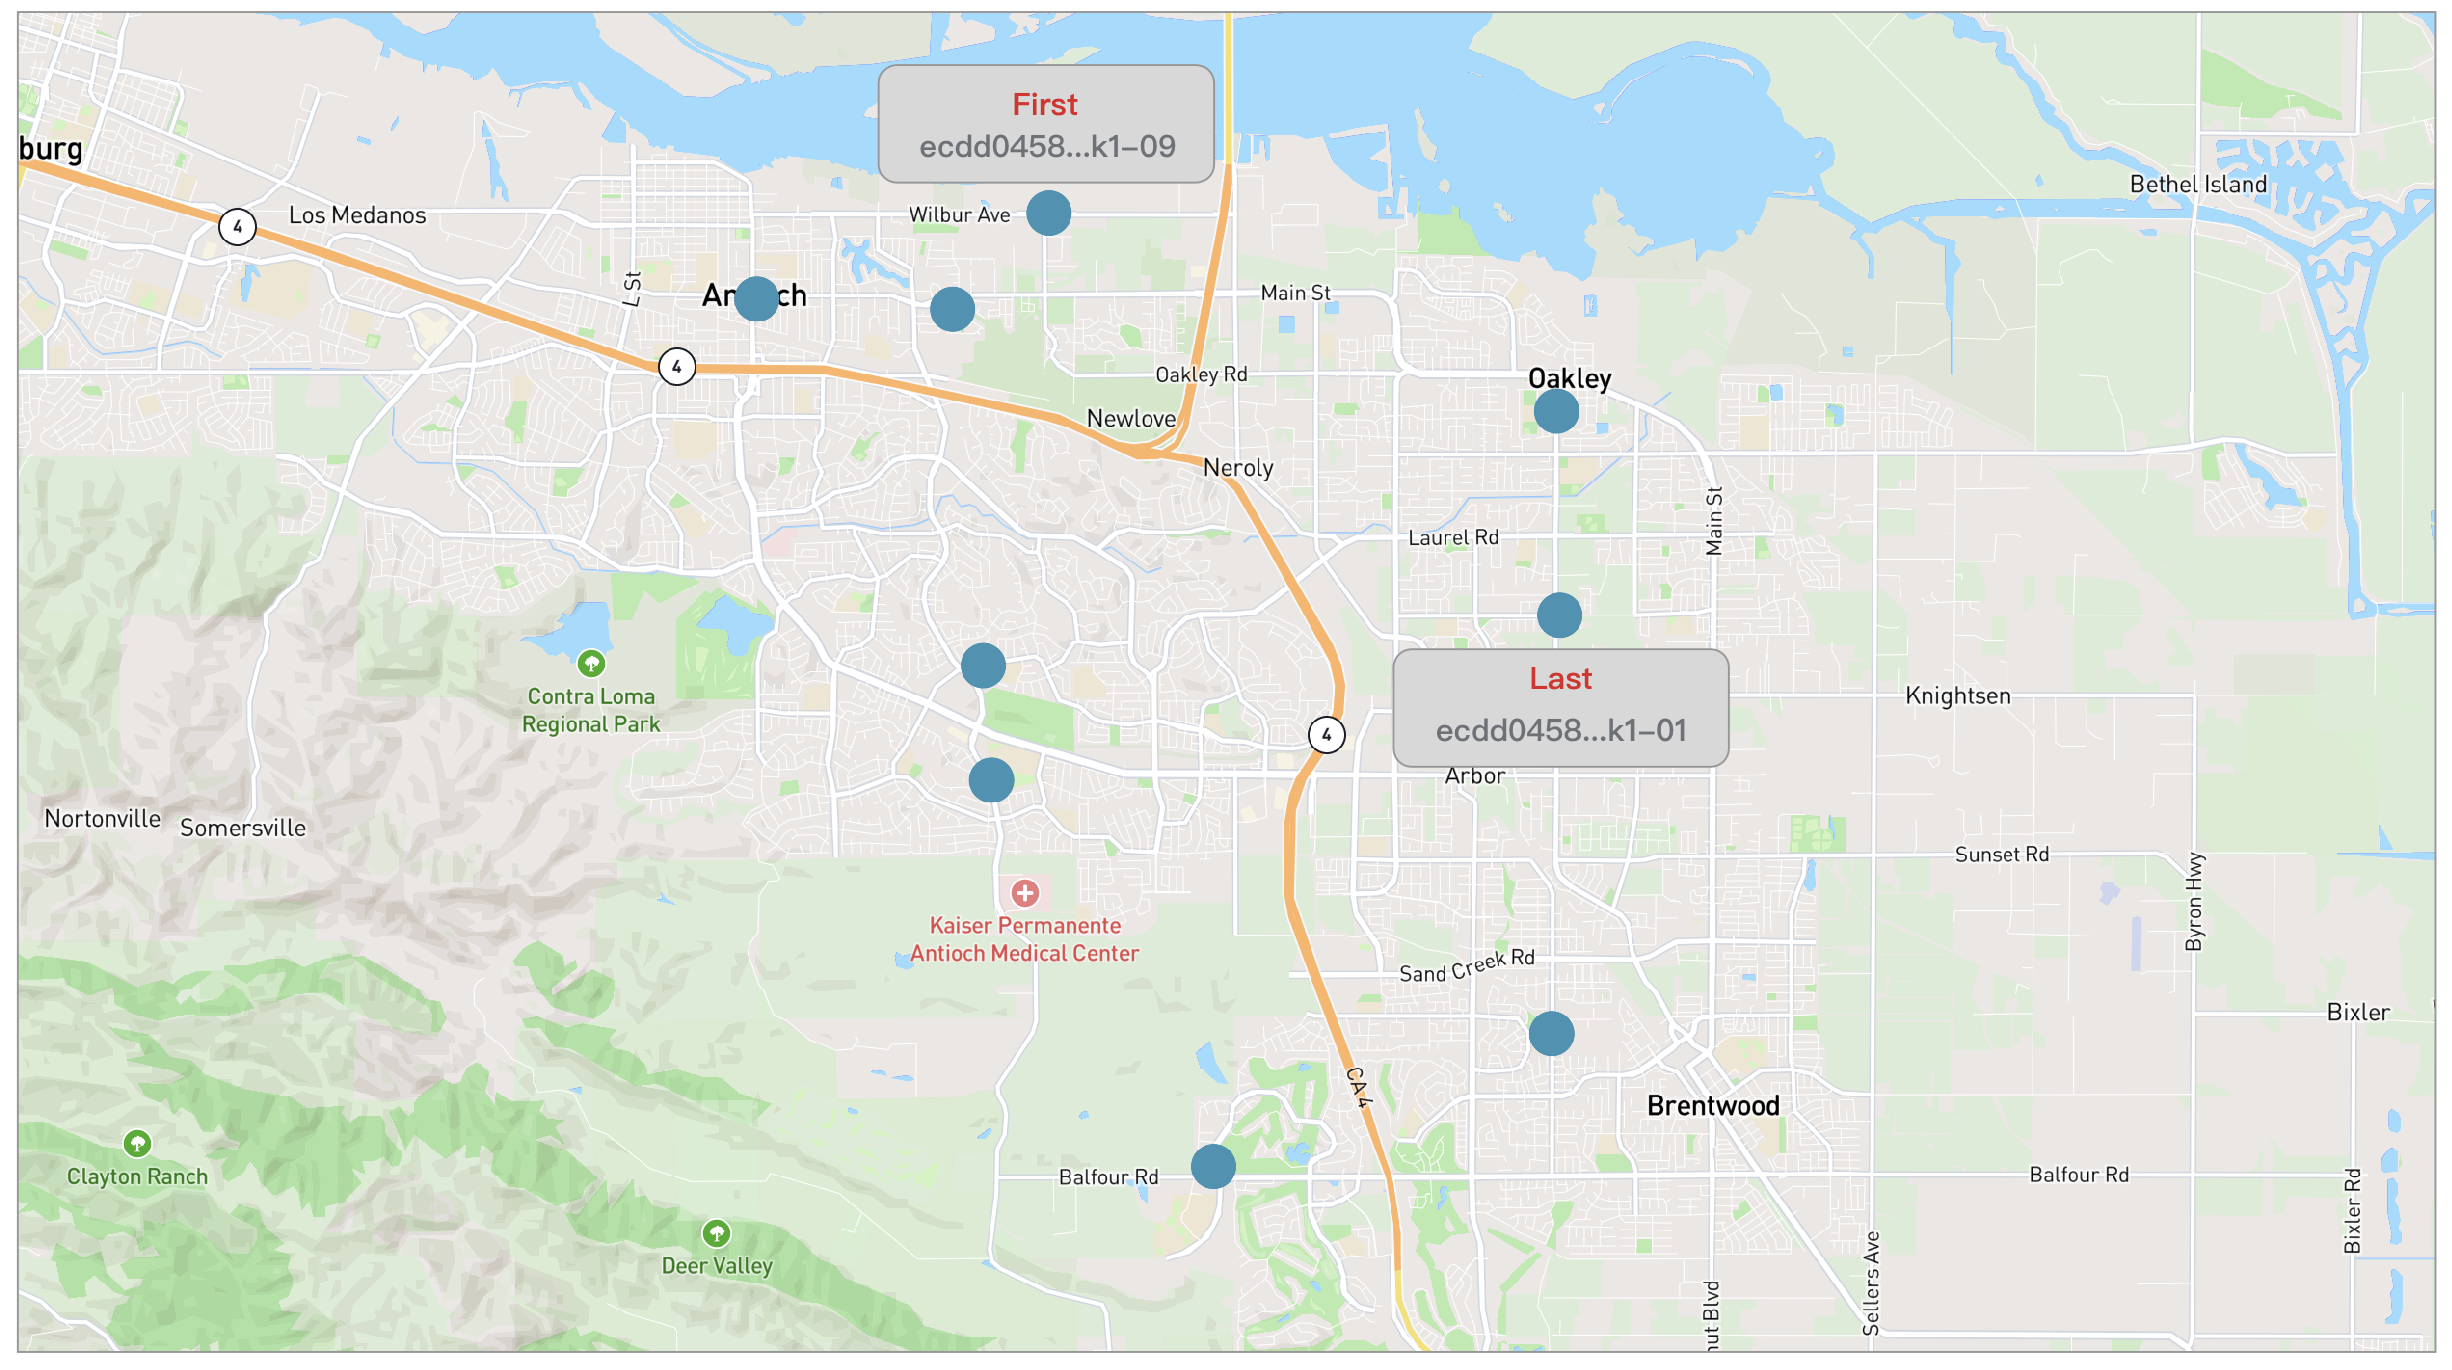 First
ecdd0458...k1-09
burg
4
Los Medanos
Wilbur Ave
Bethel Island
L St
Main St
4
Oakley Rd
Oakley
Newlove
Neroly
Laurel Rd
Main St
Contra Loma
Regional Park
Last
ecdd0458...k1-01
Knightsen
4
Arbor
Nortonville
Somersville
Sunset Rd
Byron Hwy
Kaiser Permanente
Antioch Medical Center
Sand Creek Rd
Bixler
CA 4
Brentwood
Clayton Ranch
Balfour Rd
Balfour Rd
Bixler Rd
Deer Valley
Sellers Ave
ut Blvd